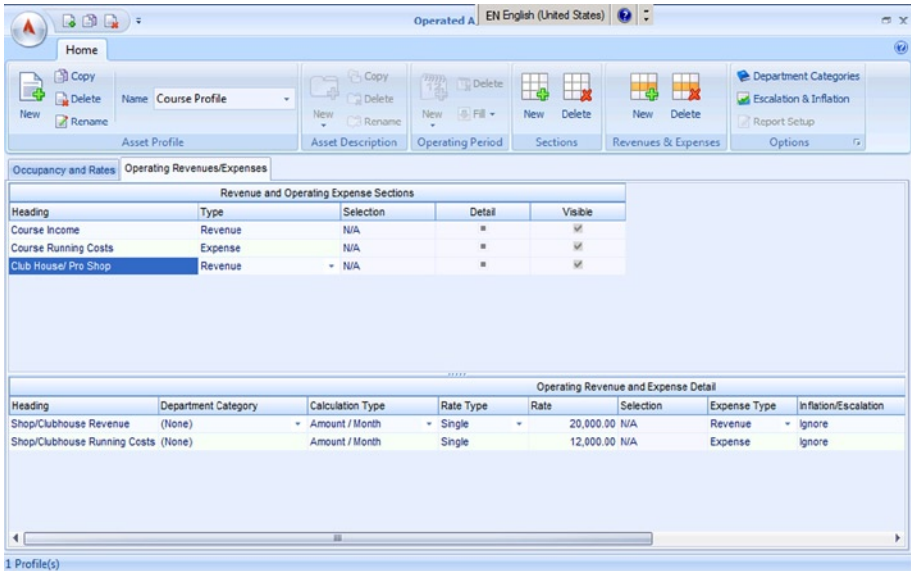 Operated A
EN English (United States)
Home
New
Copy
Delete
Rename
Name Course Profile
Asset Profile
New
Copy
Delete
Rename
Asset Description
New
Delete
Fill
Operating Period
New Delete
Sections
New Delete
Revenues & Expenses
Department Categories
Escalation & Inflation
Report Setup
Options
Occupancy and Rates Operating Revenues/Expenses
Revenue and Operating Expense Sections
Heading Type Selection Detail Visible
Course Income Revenue N/A
Course Running Costs Expense N/A
Club House/ Pro Shop Revenue N/A
Operating Revenue and Expense Detail
Heading Department Category Calculation Type Rate Type Rate Selection Expense Type Inflation/Escalation
Shop/Clubhouse Revenue (None) Amount / Month Single 20,000.00 N/A Revenue Ignore
Shop/Clubhouse Running Costs (None) Amount / Month Single 12,000.00 N/A Expense Ignore
1 Profile(s)